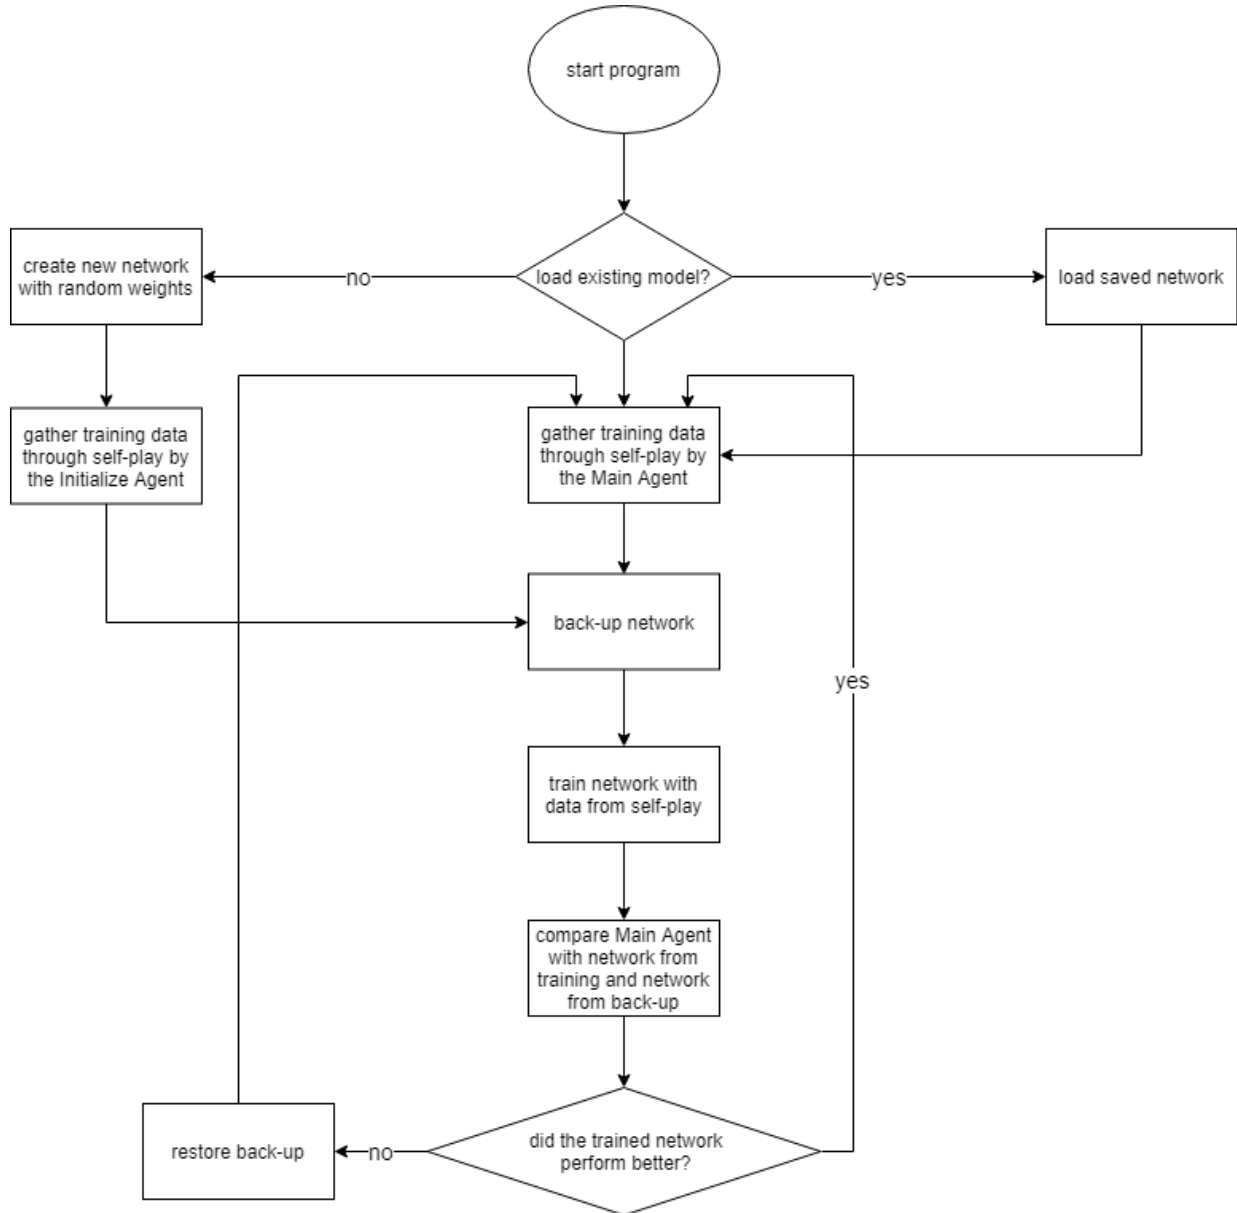 start program
load existing model?
no
yes
create new network
with random weights
load saved network
gather training data
through self-play by
the Initialize Agent
gather training data
through self-play by
the Main Agent
back-up network
yes
train network with
data from self-play
compare Main Agent
with network from
training and network
from back-up
did the trained network
perform better?
no
restore back-up